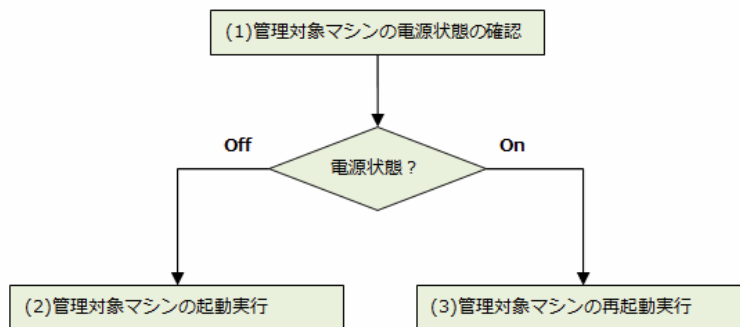 (1)管理対象マシンの電源状態の確認
Off
On
電源状態？
(2)管理対象マシンの起動実行
(3)管理対象マシンの再起動実行